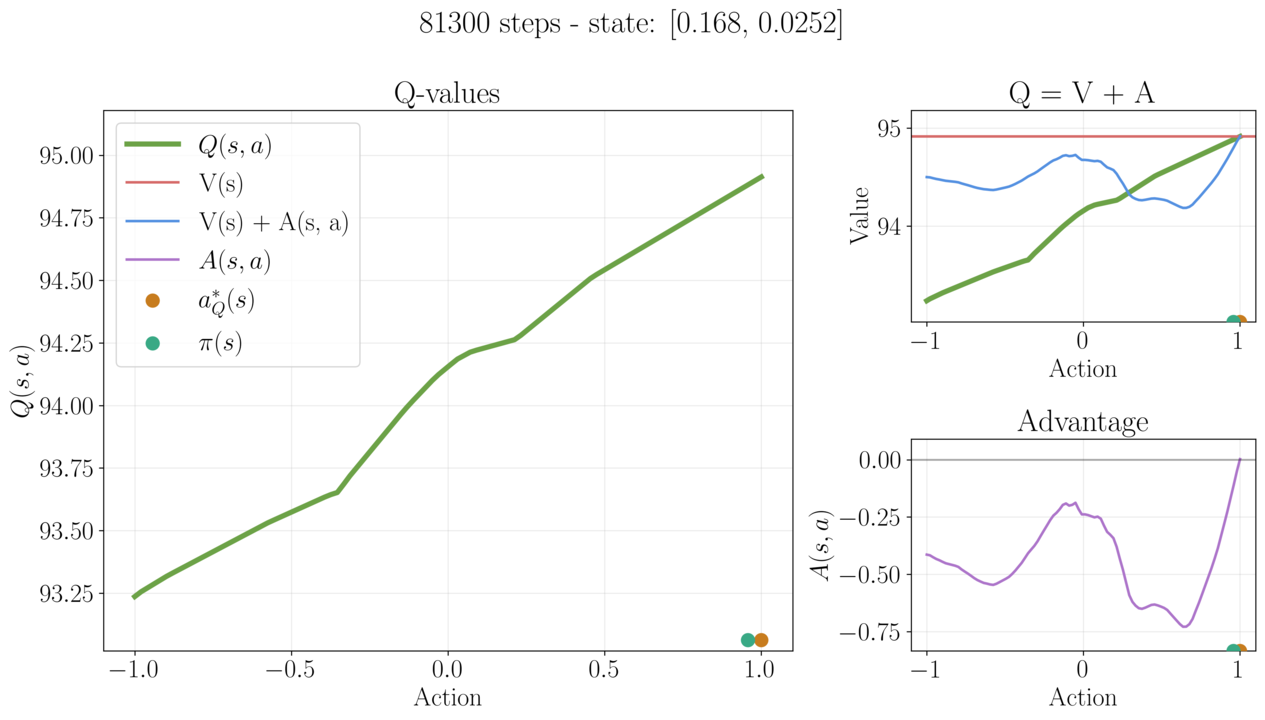 81300 steps - state: [0.168, 0.0252]
Q-values
Q(s, a)
V(s)
V(s) + A(s, a)
A(s, a)
a*Q(s)
π(s)
Q(s, a)
95.00
94.75
94.50
94.25
94.00
93.75
93.50
93.25
−1.0
−0.5
0.0
0.5
1.0
Action
Q = V + A
Value
95
94
−1
0
1
Action
Advantage
A(s, a)
0.00
−0.25
−0.50
−0.75
−1
0
1
Action